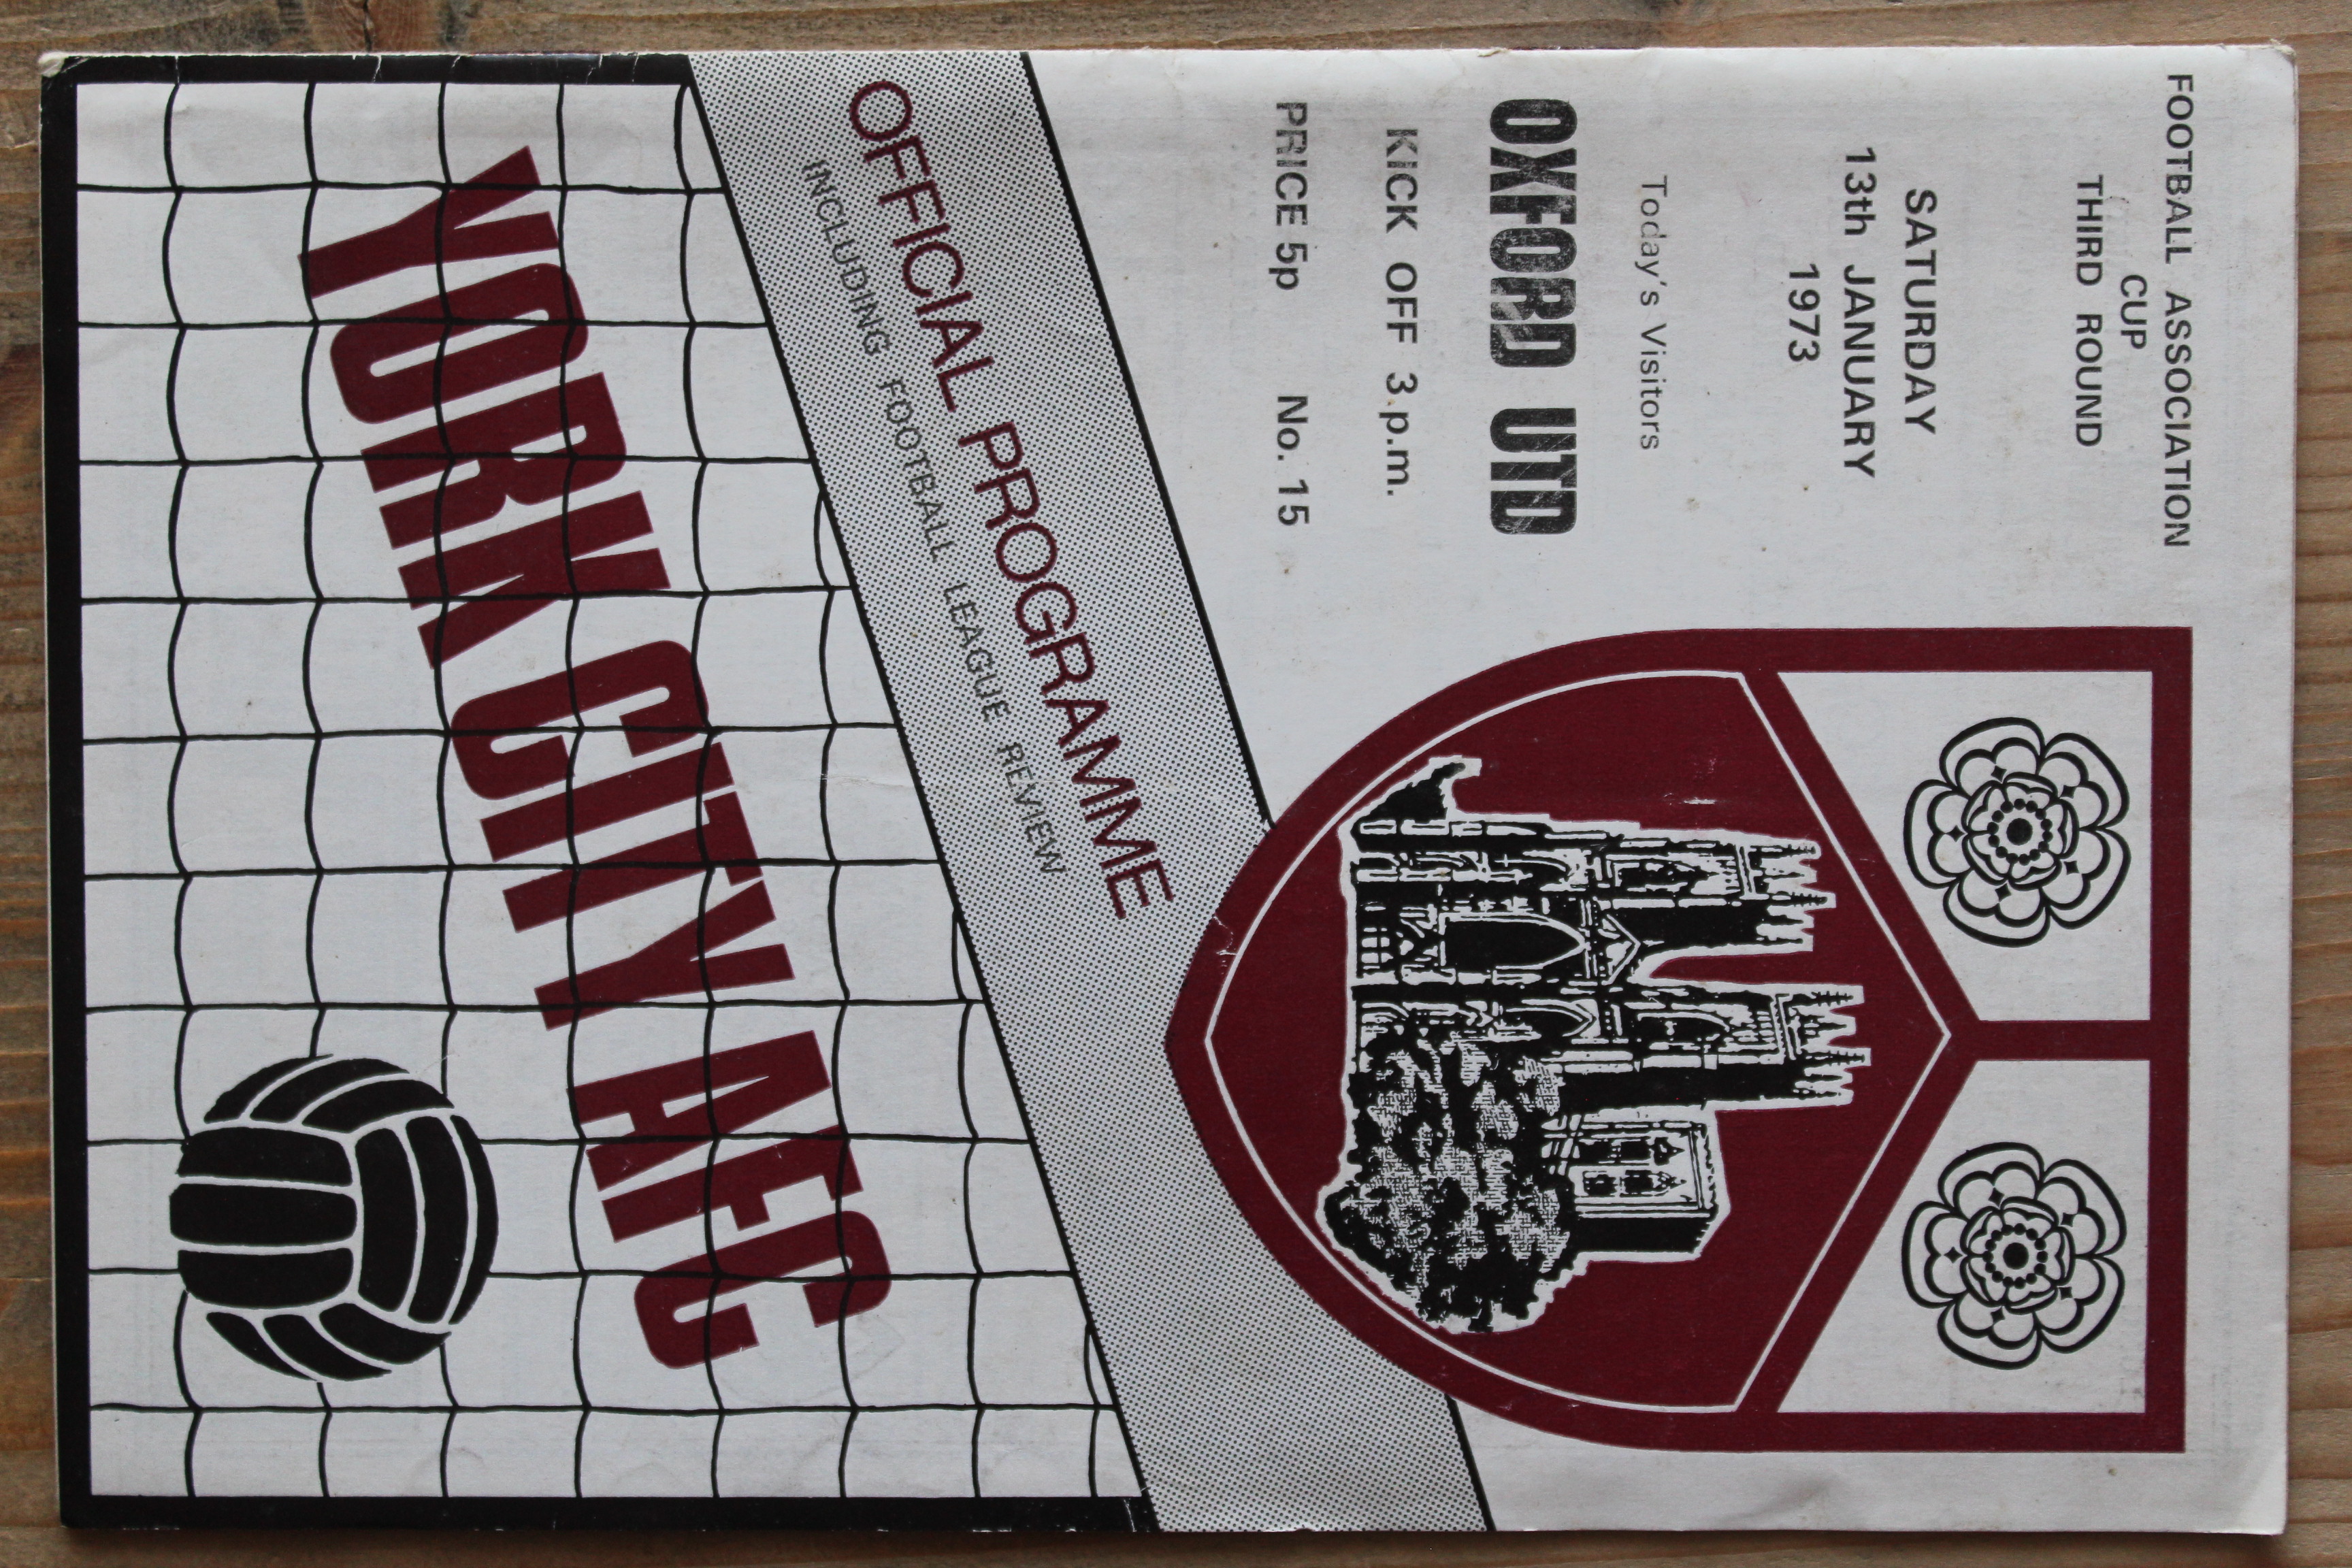 FOOTBALL ASSOCIATION
CUP
THIRD ROUND
SATURDAY
13th JANUARY
1973
Today's Visitors
OXFORD UTD
KICK OFF 3 p.m.
PRICE 5p No. 15
OFFICIAL PROGRAMME
INCLUDING FOOTBALL LEAGUE REVIEW
YORK CITY AFC